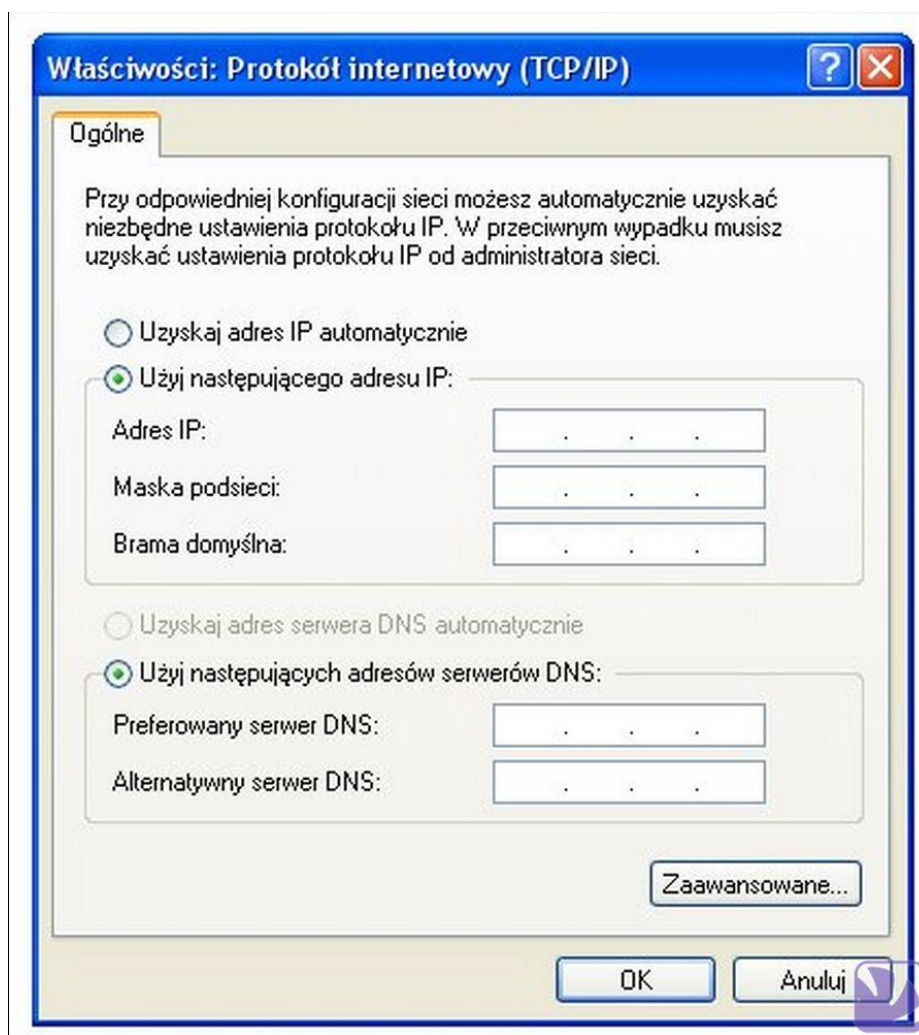 Właściwości: Protokół internetowy (TCP/IP)
Ogólne
Przy odpowiedniej konfiguracji sieci możesz automatycznie uzyskać
niezbędne ustawienia protokołu IP. W przeciwnym wypadku musisz
uzyskać ustawienia protokołu IP od administratora sieci.
Uzyskaj adres IP automatycznie
Użyj następującego adresu IP:
Adres IP:
Maska podsieci:
Brama domyślna:
Uzyskaj adres serwera DNS automatycznie
Użyj następujących adresów serwerów DNS:
Preferowany serwer DNS:
Alternatywny serwer DNS:
Zaawansowane...
OK
Anuluj